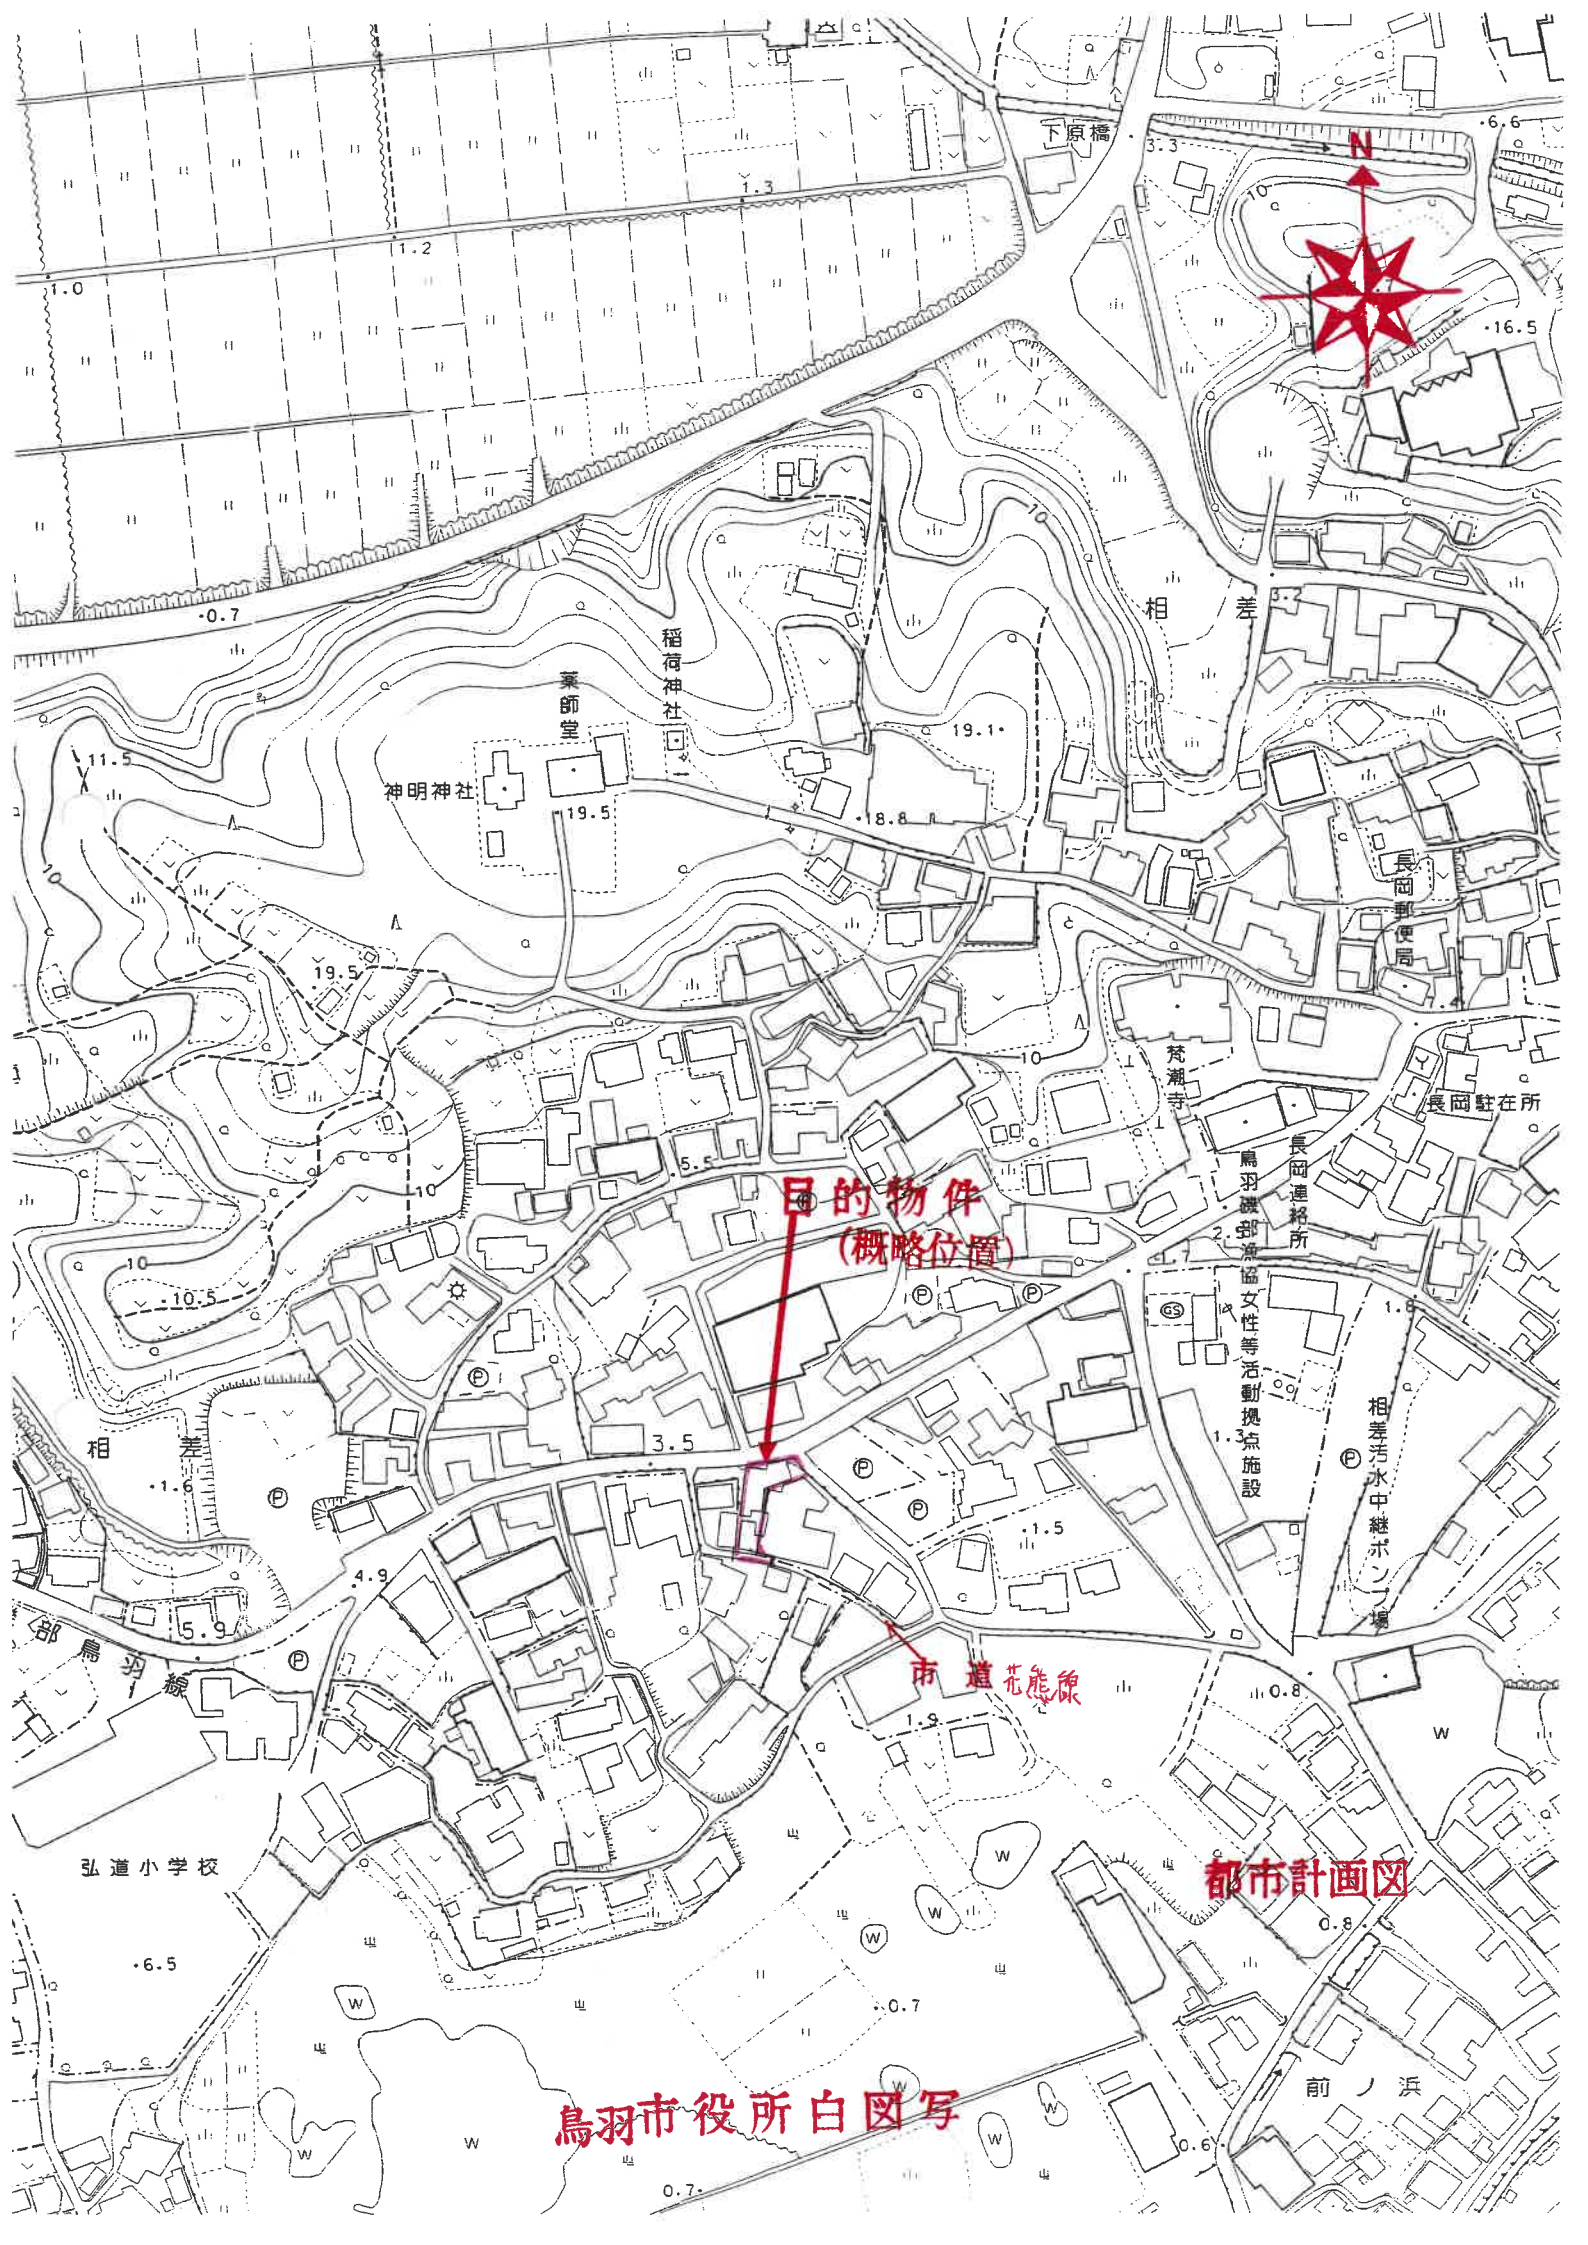 下原橋
3.3
6.6
N
1.3
1.2
1.0
10
16.5
10
0.7
相差
3.2
稲荷神社
薬師堂
19.1
11.5
神明神社
19.5
18.8
10
長岡郵便局
19.5
7.4
10
梵潮寺
長岡駐在所
長岡連絡所
鳥羽磯部漁協女性等活動拠点施設
5.5
10
目的物件
(概略位置)
2.9
1.7
10
10.5
P
P
GS
1.8
P
相差汚水中継ポンプ場
相差
3.5
1.3
P
P
1.6
P
P
1.5
4.9
5.9
部鳥羽線
P
市道花熊線
0.8
1.9
W
W
弘道小学校
都市計画図
W
W
0.8
6.5
W
0.7
前ノ浜
W
W
鳥羽市役所白図写
W
W
W
0.6
0.7